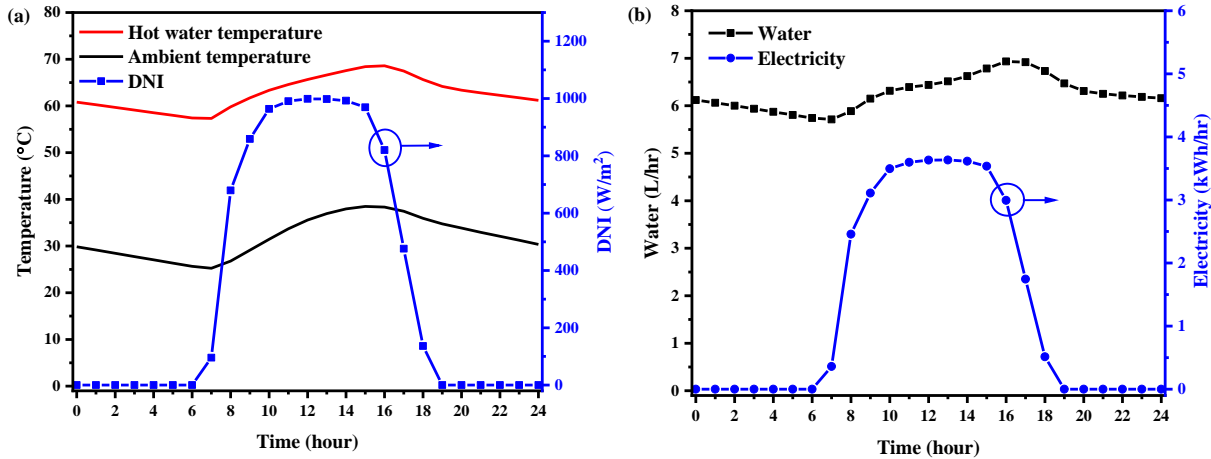 (a)
Hot water temperature
Ambient temperature
DNI
Temperature (°C)
80
70
60
50
40
30
20
10
0
0 2 4 6 8 10 12 14 16 18 20 22 24
Time (hour)
1200
1000
800
600
400
200
0
DNI (W/m²)
(b)
Water
Electricity
Water (L/hr)
8
7
6
5
4
3
2
1
0
0 2 4 6 8 10 12 14 16 18 20 22 24
Time (hour)
6
5
4
3
2
1
0
Electricity (kWh/hr)